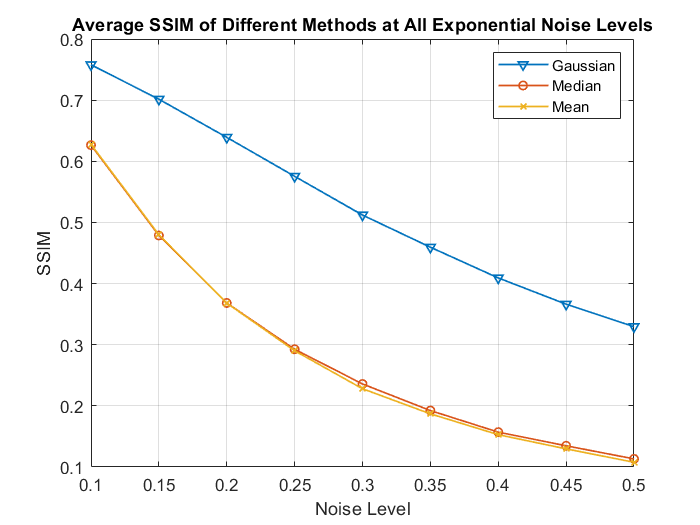 Average SSIM of Different Methods at All Exponential Noise Levels
Gaussian
Median
Mean
SSIM
0.8
0.7
0.6
0.5
0.4
0.3
0.2
0.1
0.1 0.15 0.2 0.25 0.3 0.35 0.4 0.45 0.5
Noise Level